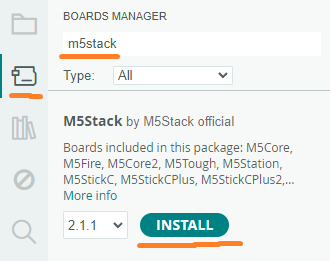 BOARDS MANAGER
m5stack
Type: All
M5Stack by M5Stack official
Boards included in this package: M5Core,
M5Fire, M5Core2, M5Tough, M5Station,
M5StickC, M5StickCPlus, M5StickCPlus2,...
More info
2.1.1 INSTALL